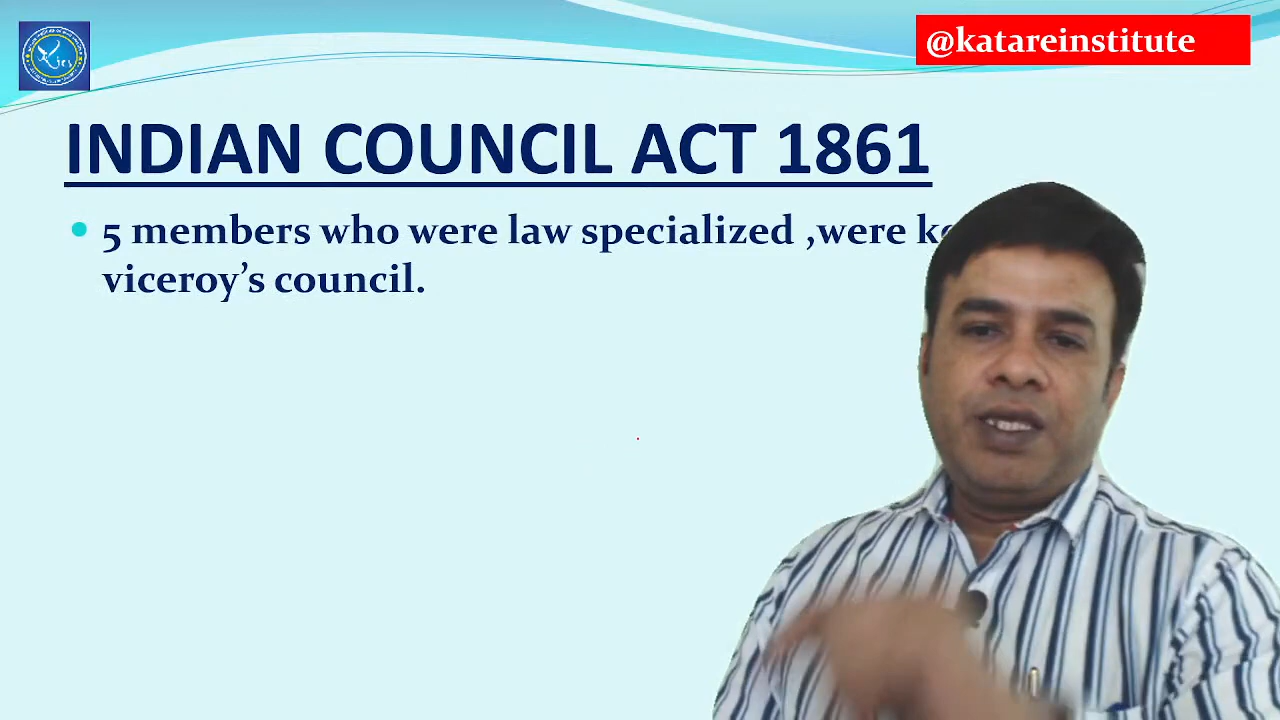 @katareinstitute
INDIAN COUNCIL ACT 1861
5 members who were law specialized ,were
viceroy's council.